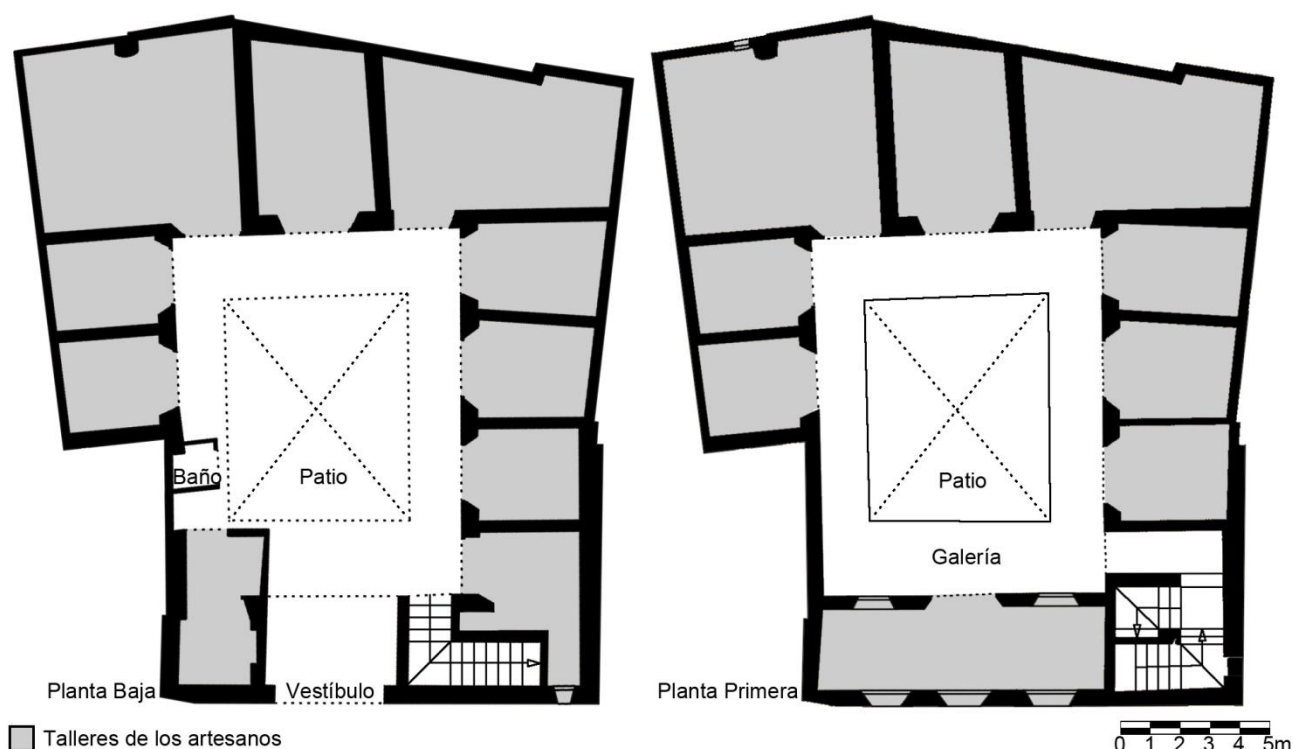 Baño
Patio
Planta Baja
Vestíbulo
Talleres de los artesanos
Patio
Galería
Planta Primera
0 1 2 3 4 5m